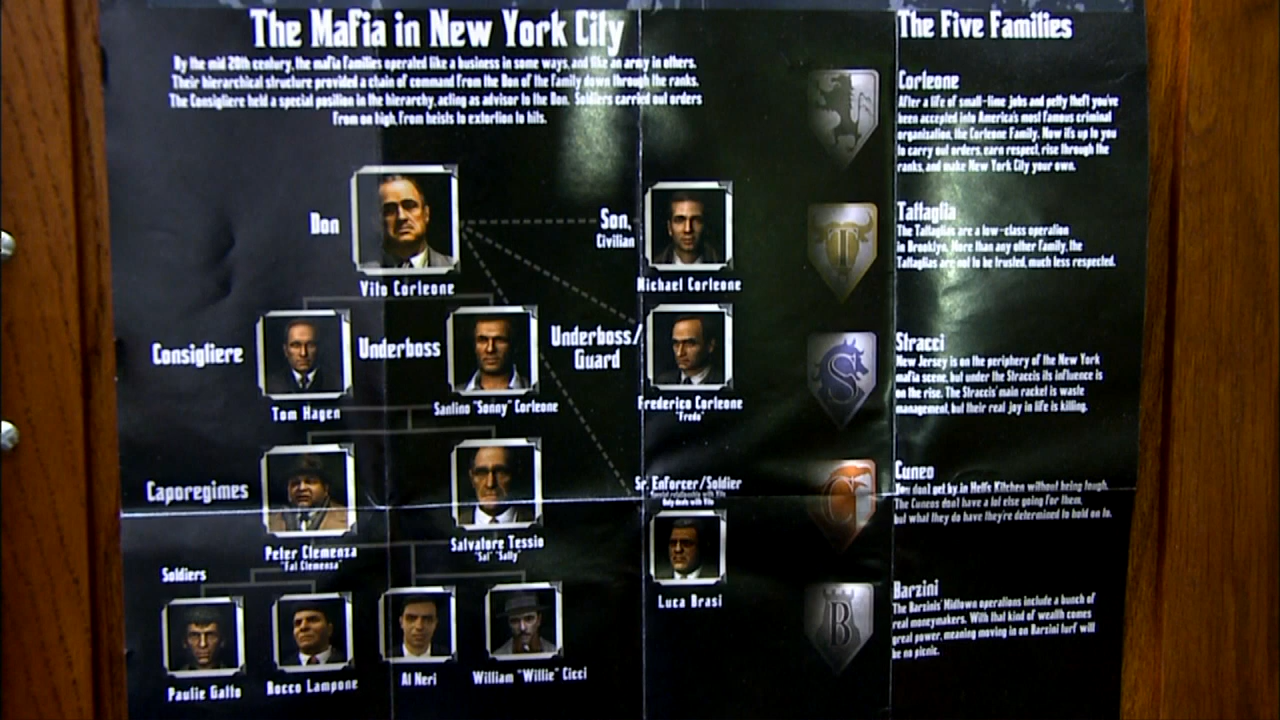 The Mafia in New York City
By the mid 20th century, the mafia families operated like a business in some ways, and like an army in others.
Their hierarchical structure provided a chain of command from the Don of the family down through the ranks.
The Consigliere held a special position in the hierarchy, acting as advisor to the Don. Soldiers carried out orders
from on high, from heists to extortion to hits.
Don
Vito Corleone
Son,
Civilian
Michael Corleone
Consigliere
Tom Hagen
Underboss
Santino "Sonny" Corleone
Underboss/
Guard
Frederico Corleone
"Fredo"
Caporegimes
Peter Clemenza
"Fat Clemenza"
Salvatore Tessio
"Sal" "Sally"
Sr. Enforcer/Soldier
Special relationship with Vito
Only deals with Vito
Luca Brasi
Soldiers
Paulie Gatto
Rocco Lampone
Al Neri
William "Willie" Cicci
The Five Families
Corleone
After a life of small-time jobs and petty theft you've
been accepted into America's most famous criminal
organization, the Corleone Family. Now it's up to you
to carry out orders, earn respect, rise through the
ranks, and make New York City your own.
T
Tattaglia
The Tattaglias are a low-class operation
in Brooklyn. More than any other family, the
Tattaglias are not to be trusted, much less respected.
S
Stracci
New Jersey is on the periphery of the New York
mafia scene, but under the Straccis its influence is
on the rise. The Straccis' main racket is waste
management, but their real joy in life is killing.
C
Cuneo
You don't get by in Hell's Kitchen without being tough.
The Cuneos don't have a lot else going for them,
but what they do have they're determined to hold on to.
B
Barzini
The Barzinis' Midtown operations include a bunch of
real moneymakers. With that kind of wealth comes
great power, meaning moving in on Barzini turf will
be no picnic.